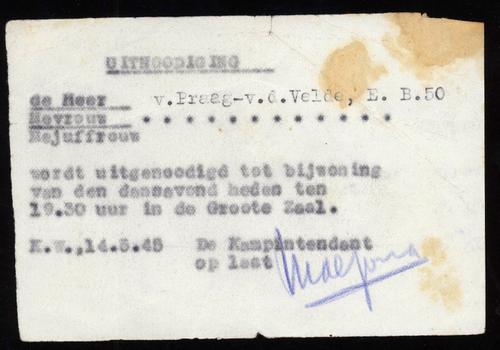 UITNOODIGING
de Heer v.Praag-v.d.Velde, E. B.50
Mevrouw . . . . . . . . . . . . .
Mejuffrouw
wordt uitgenoodigd tot bijwoning
van den dansavond heden ten
19.30 uur in de Groote Zaal.
K.W.,14.3.45 De Kampintendant
op last